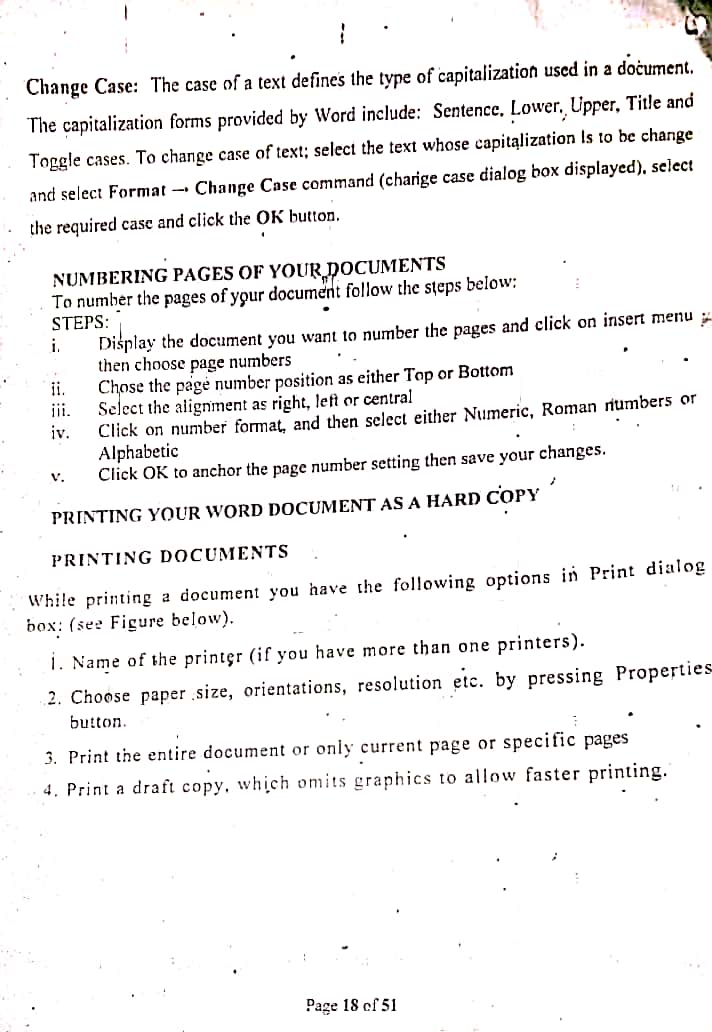 Change Case: The case of a text defines the type of capitalization used in a document.
The capitalization forms provided by Word include: Sentence, Lower, Upper, Title and
Toggle cases. To change case of text; select the text whose capitalization Is to be change
and select Format → Change Case command (change case dialog box displayed), select
the required case and click the OK button.
NUMBERING PAGES OF YOUR DOCUMENTS
To number the pages of your document follow the steps below:
STEPS:
i. Display the document you want to number the pages and click on insert menu
then choose page numbers
ii. Chose the page number position as either Top or Bottom
iii. Select the alignment as right, left or central
iv. Click on number format, and then select either Numeric, Roman numbers or
Alphabetic
v. Click OK to anchor the page number setting then save your changes.
PRINTING YOUR WORD DOCUMENT AS A HARD COPY
PRINTING DOCUMENTS
While printing a document you have the following options in Print dialog
box: (see Figure below).
1. Name of the printer (if you have more than one printers).
2. Choose paper size, orientations, resolution etc. by pressing Properties
button.
3. Print the entire document or only current page or specific pages
4. Print a draft copy, which omits graphics to allow faster printing.
Page 18 of 51